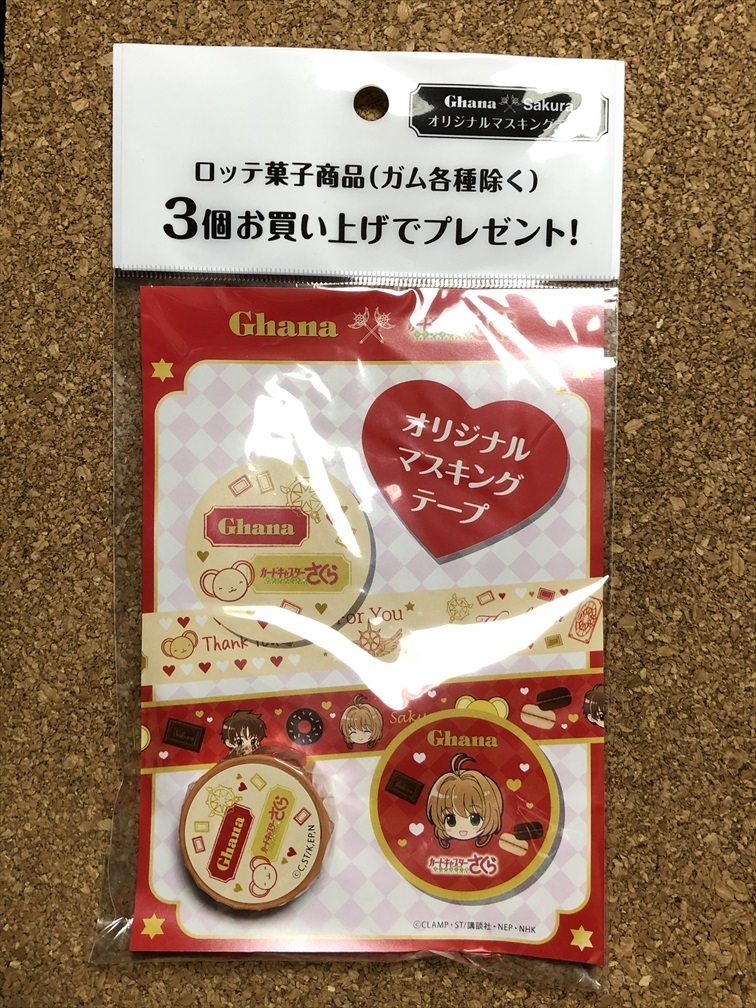 Ghana Sakura
オリジナルマスキング
ロッテ菓子商品(ガム各種除く)
3個お買い上げでプレゼント!
Ghana
オリジナル
マスキング
テープ
Ghana
カードキャプターさくら
For You
Thank You
Ghana
Ghana
カードキャプターさくら
©C,ST/K.EP,N
カードキャプターさくら
©CLAMP・ST/講談社・NEP・NHK